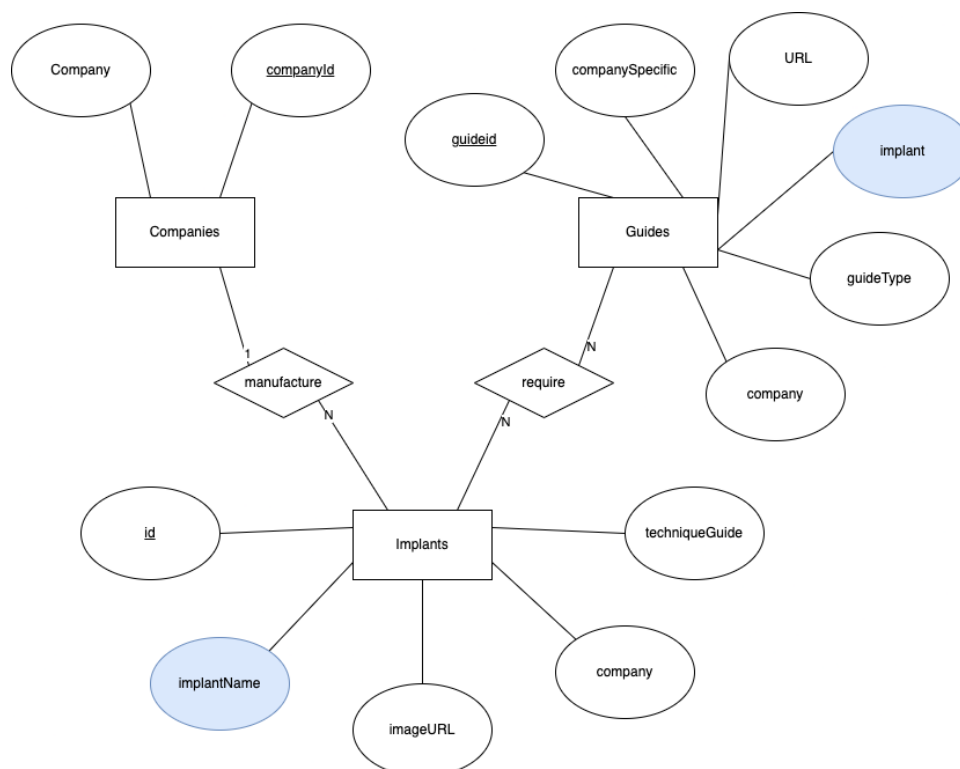 Company
companyId
companySpecific
URL
guideid
implant
Companies
Guides
guideType
1
manufacture
N
require
N
company
N
id
Implants
techniqueGuide
implantName
company
imageURL